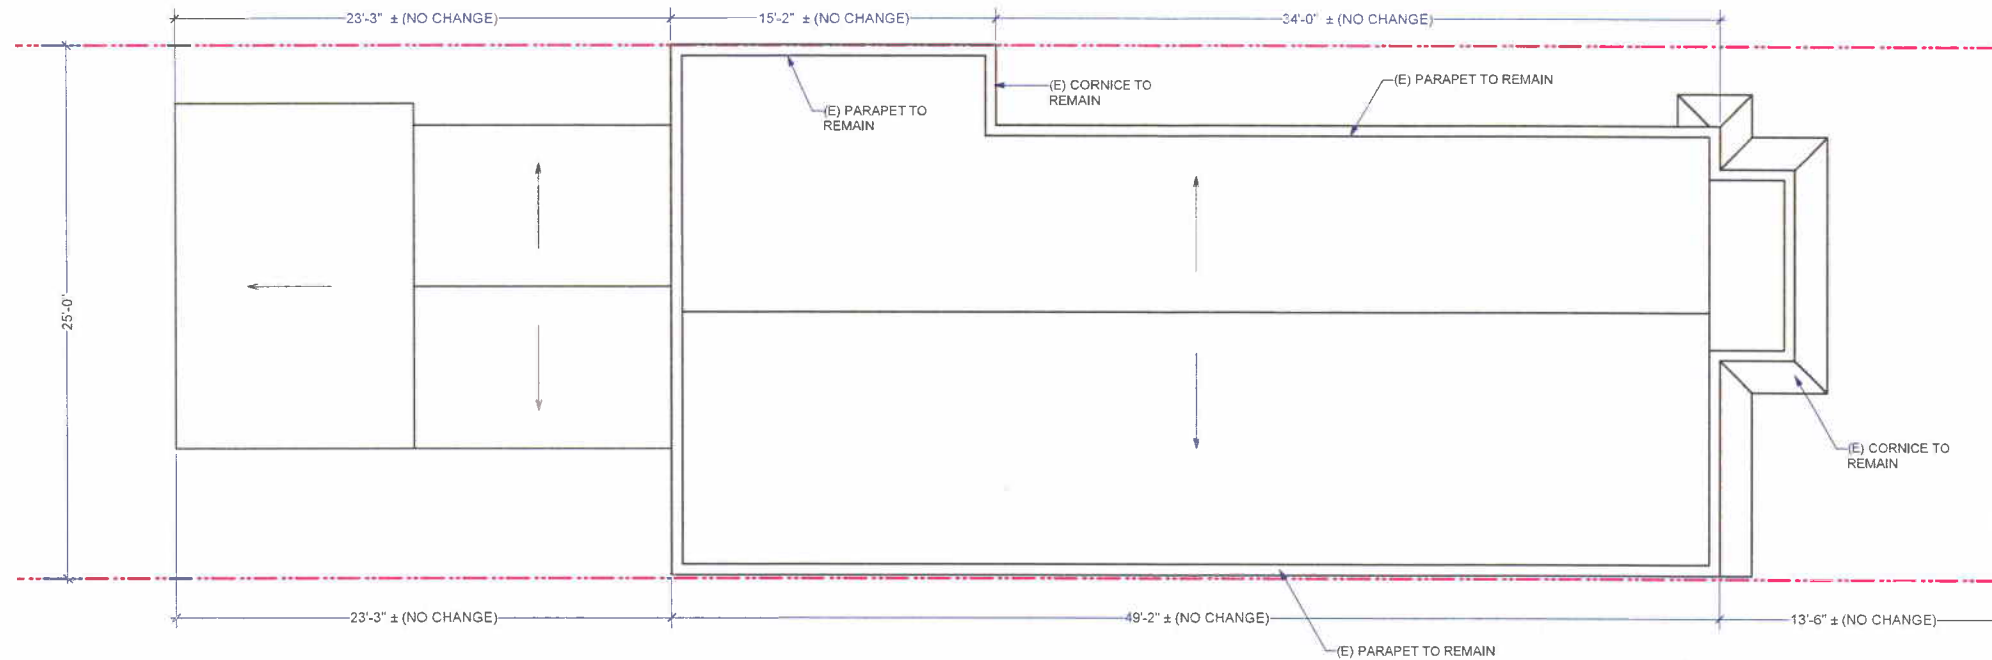 23'-3" ± (NO CHANGE)
15'-2" ± (NO CHANGE)
34'-0" ± (NO CHANGE)
(E) PARAPET TO
REMAIN
(E) CORNICE TO
REMAIN
(E) PARAPET TO REMAIN
25'-0"
(E) CORNICE TO
REMAIN
23'-3" ± (NO CHANGE)
49'-2" ± (NO CHANGE)
13'-6" ± (NO CHANGE)
(E) PARAPET TO REMAIN